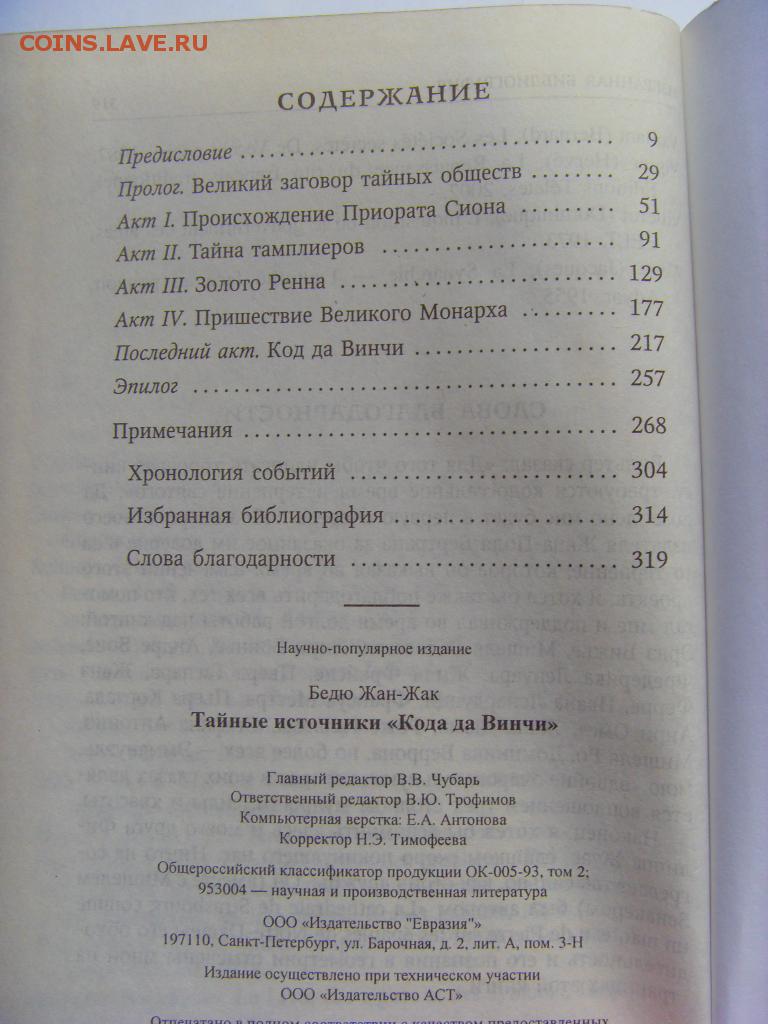 COINS.LAVE.RU
СОДЕРЖАНИЕ
Предисловие ........ 9
Пролог. Великий заговор тайных обществ ........ 29
Акт I. Происхождение Приората Сиона ........ 51
Акт II. Тайна тамплиеров ........ 91
Акт III. Золото Ренна ........ 129
Акт IV. Пришествие Великого Монарха ........ 177
Последний акт. Код да Винчи ........ 217
Эпилог ........ 257
Примечания ........ 268
Хронология событий ........ 304
Избранная библиография ........ 314
Слова благодарности ........ 319
Научно-популярное издание
Бедю Жан-Жак
Тайные источники «Кода да Винчи»
Главный редактор В.В. Чубарь
Ответственный редактор В.Ю. Трофимов
Компьютерная верстка: Е.А. Антонова
Корректор Н.Э. Тимофеева
Общероссийский классификатор продукции ОК-005-93, том 2;
953004 — научная и производственная литература
ООО «Издательство "Евразия"»
197110, Санкт-Петербург, ул. Барочная, д. 2, лит. А, пом. 3-Н
Издание осуществлено при техническом участии
ООО «Издательство АСТ»
Отпечатано в полном соответствии с качеством предоставленных